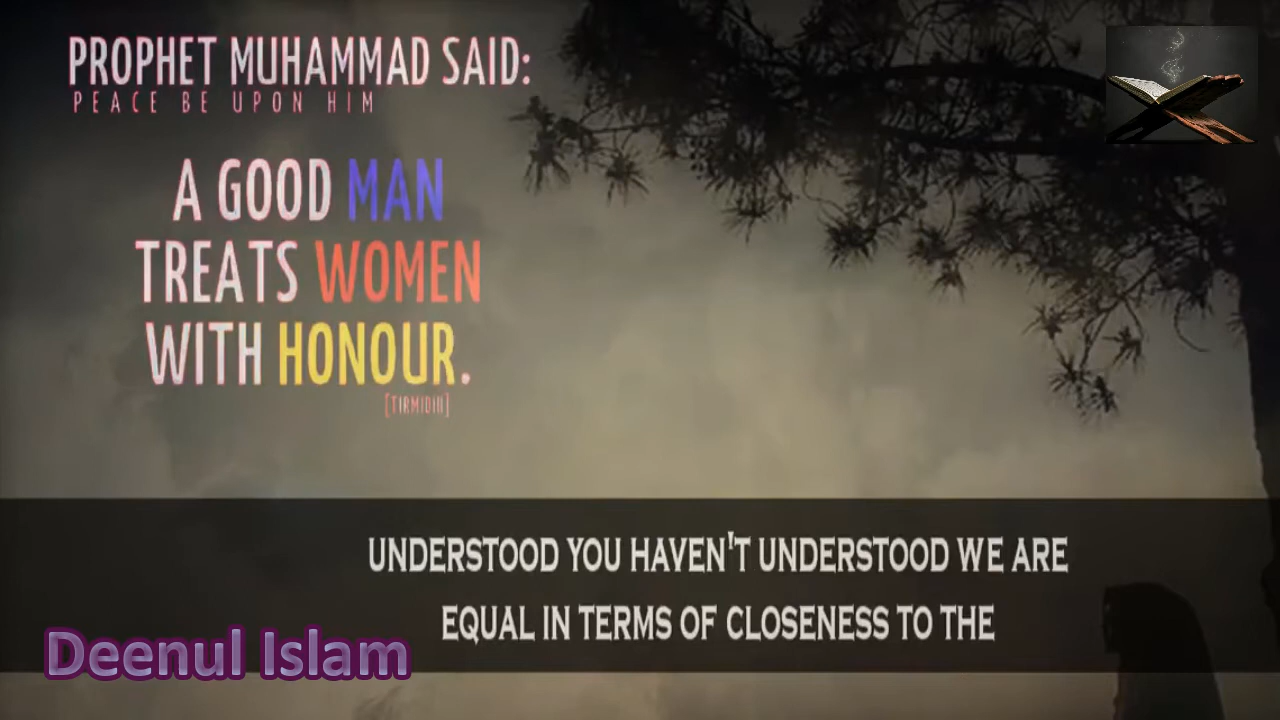 PROPHET MUHAMMAD SAID:
PEACE BE UPON HIM
A GOOD MAN
TREATS WOMEN
WITH HONOUR.
[TIRMIDHI]
UNDERSTOOD YOU HAVEN'T UNDERSTOOD WE ARE
EQUAL IN TERMS OF CLOSENESS TO THE
Deenul Islam